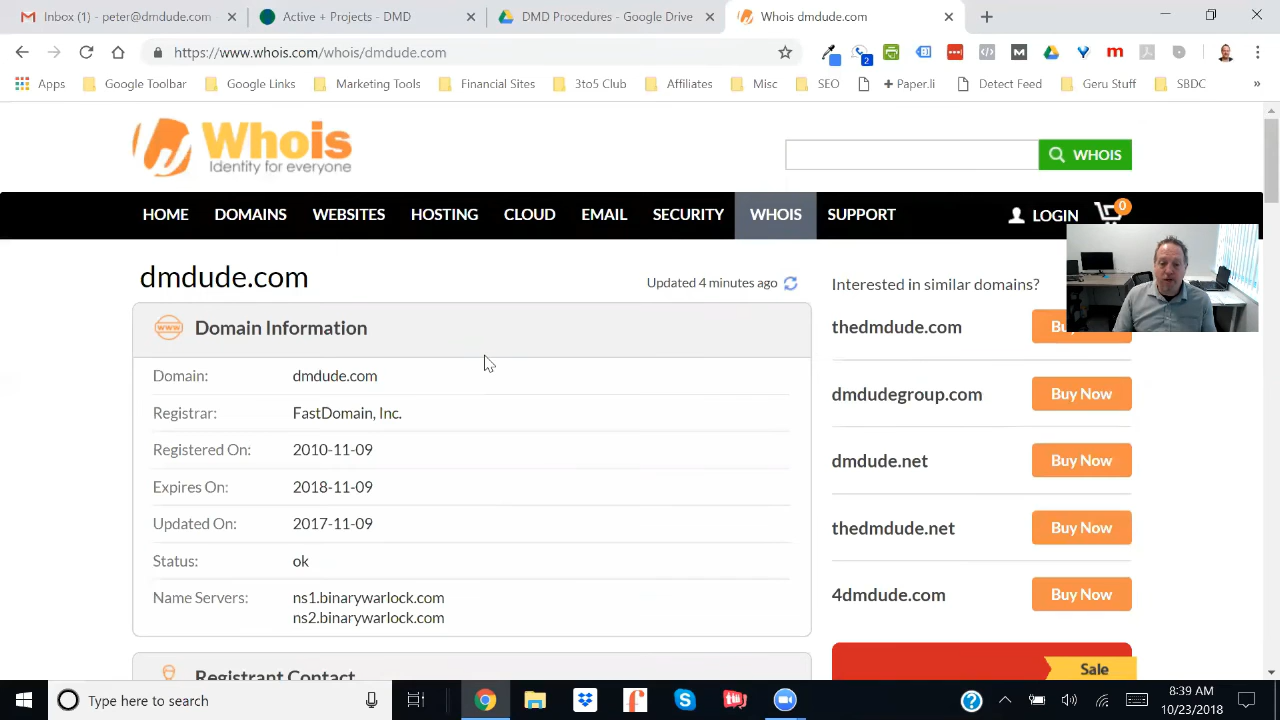 Inbox (1) - peter@dmdude.com
Active + Projects - DMD
DMD Procedures - Google Drive
Whois dmdude.com
https://www.whois.com/whois/dmdude.com
2
Apps
Google Toolbar
Google Links
Marketing Tools
Financial Sites
3to5 Club
Affiliates
Misc
SEO
+ Paper.li
Detect Feed
Geru Stuff
SBDC
»
Whois
Identity for everyone
WHOIS
HOME
DOMAINS
WEBSITES
HOSTING
CLOUD
EMAIL
SECURITY
WHOIS
SUPPORT
LOGIN
0
dmdude.com
Updated 4 minutes ago
Interested in similar domains?
www
Domain Information
thedmdude.com
Domain: dmdude.com
dmdudegroup.com
Buy Now
Registrar: FastDomain, Inc.
Registered On: 2010-11-09
dmdude.net
Buy Now
Expires On: 2018-11-09
Updated On: 2017-11-09
thedmdude.net
Buy Now
Status: ok
Name Servers: ns1.binarywarlock.com
ns2.binarywarlock.com
4dmdude.com
Buy Now
Registrant Contact
Sale
Type here to search
8:39 AM
10/23/2018